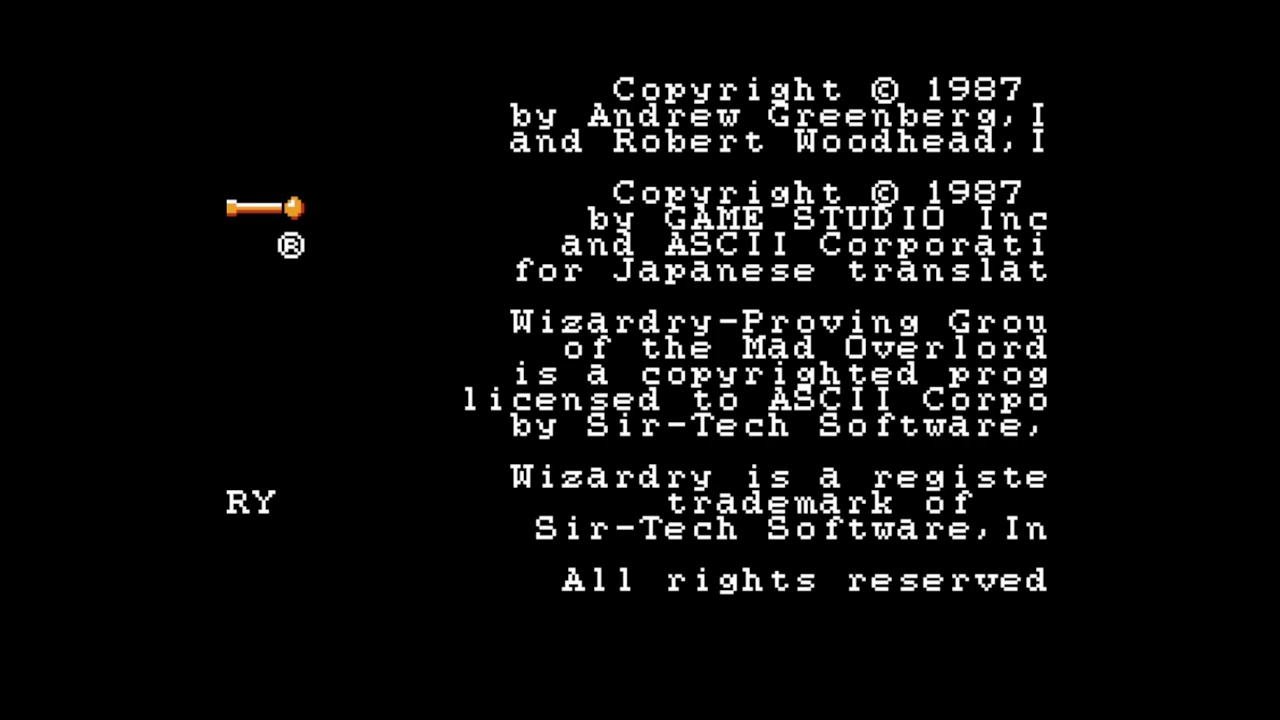 Copyright © 1987
by Andrew Greenberg, I
and Robert Woodhead, I
Copyright © 1987
by GAME STUDIO Inc
and ASCII Corporati
for Japanese translat
®
Wizardry-Proving Grou
of the Mad Overlord
is a copyrighted prog
licensed to ASCII Corpo
by Sir-Tech Software,
Wizardry is a registe
RY
trademark of
Sir-Tech Software, In
All rights reserved